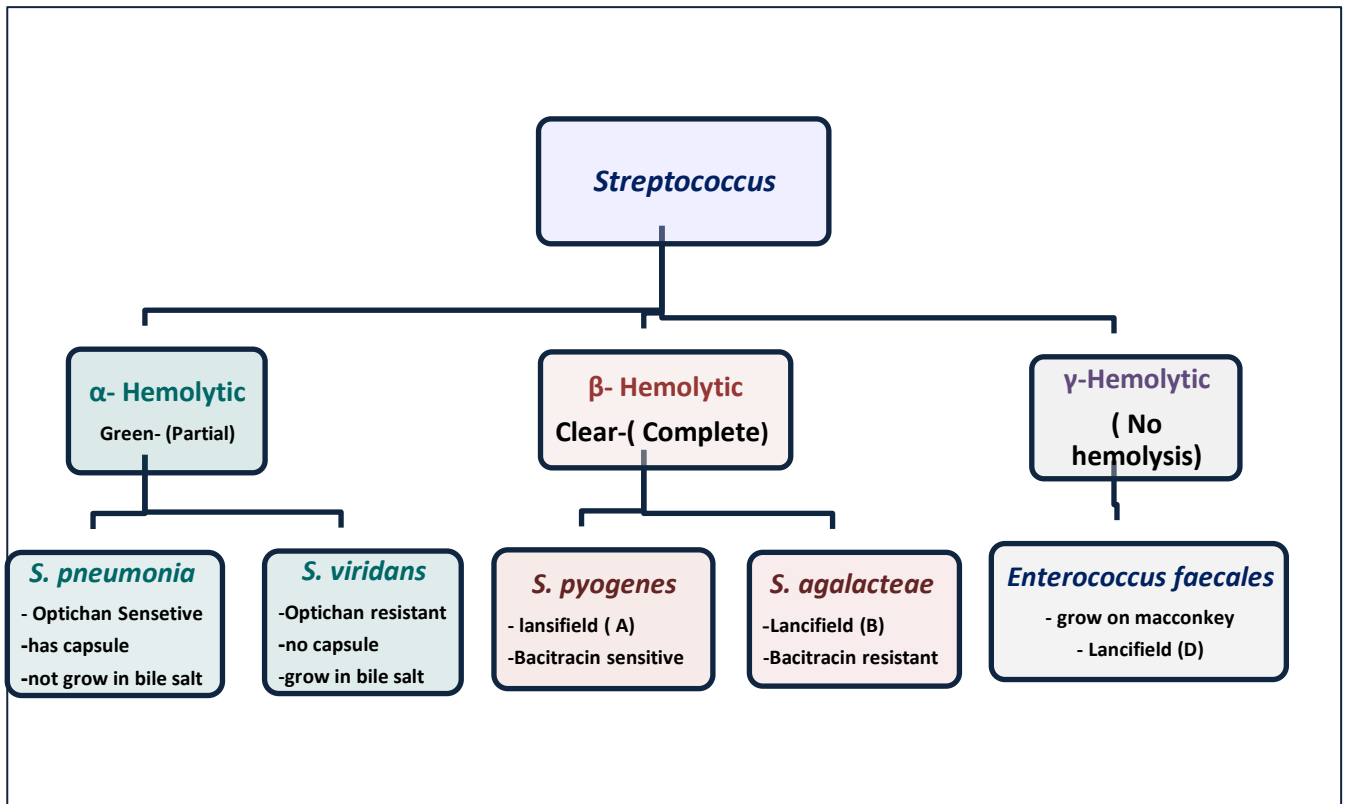 Streptococcus
α- Hemolytic
Green- (Partial)
β- Hemolytic
Clear-( Complete)
γ-Hemolytic
( No
hemolysis)
S. pneumonia
- Optichan Sensetive
-has capsule
-not grow in bile salt
S. viridans
-Optichan resistant
-no capsule
-grow in bile salt
S. pyogenes
- lansifield ( A)
-Bacitracin sensitive
S. agalacteae
-Lancifield (B)
-Bacitracin resistant
Enterococcus faecales
- grow on macconkey
- Lancifield (D)